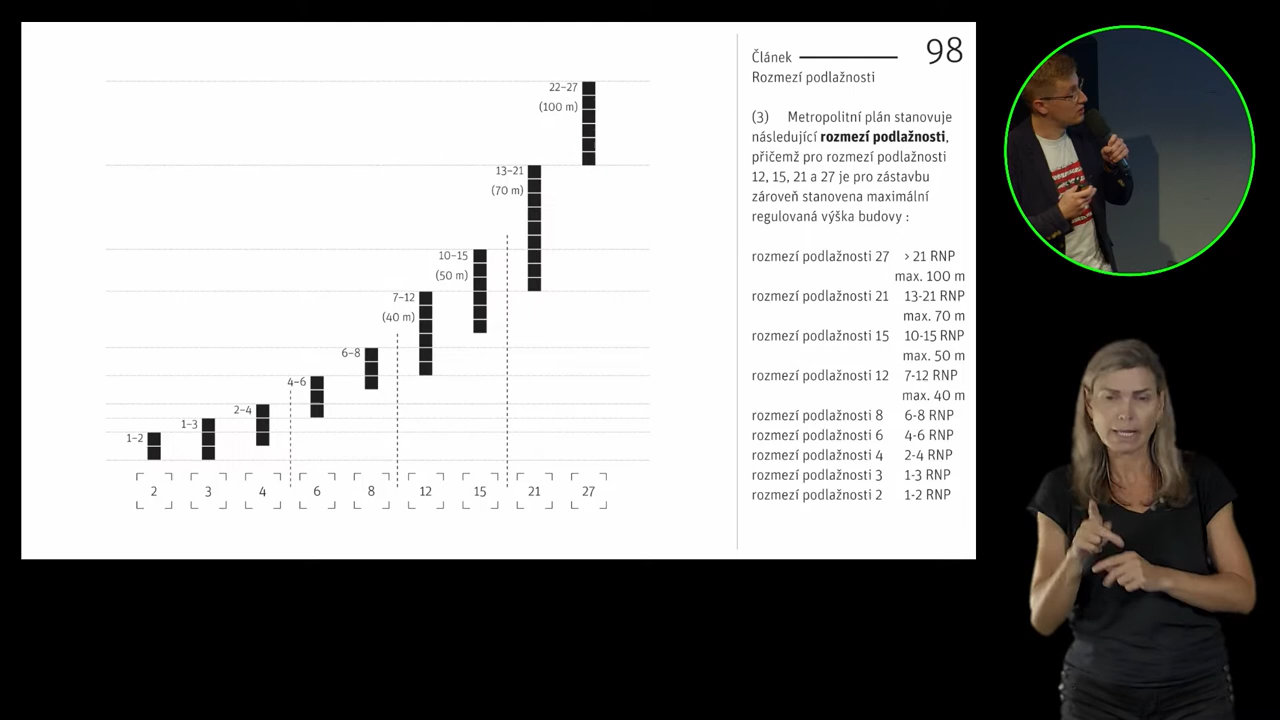 22–27
(100 m)
13–21
(70 m)
10–15
(50 m)
7–12
(40 m)
6–8
4–6
2–4
1–3
1–2
2 3 4 6 8 12 15 21 27
Článek 98
Rozmezí podlažnosti
(3) Metropolitní plán stanovuje
následující rozmezí podlažnosti,
přičemž pro rozmezí podlažnosti
12, 15, 21 a 27 je pro zástavbu
zároveň stanovena maximální
regulovaná výška budovy :
rozmezí podlažnosti 27 > 21 RNP
max. 100 m
rozmezí podlažnosti 21 13-21 RNP
max. 70 m
rozmezí podlažnosti 15 10-15 RNP
max. 50 m
rozmezí podlažnosti 12 7-12 RNP
max. 40 m
rozmezí podlažnosti 8 6-8 RNP
rozmezí podlažnosti 6 4-6 RNP
rozmezí podlažnosti 4 2-4 RNP
rozmezí podlažnosti 3 1-3 RNP
rozmezí podlažnosti 2 1-2 RNP